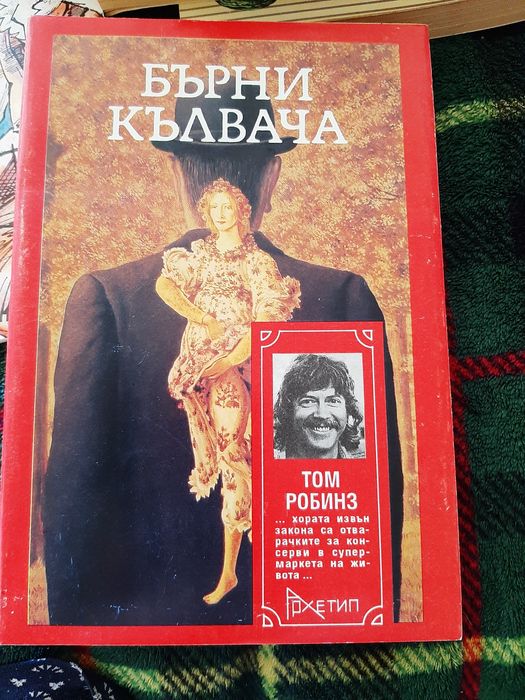 БЪРНИ
КЪЛВАЧА
ТОМ
РОБИНЗ
... хората извън
закона са отва-
рачките за кон-
серви в супер-
маркета на жи-
вота ...
АРХЕТИП